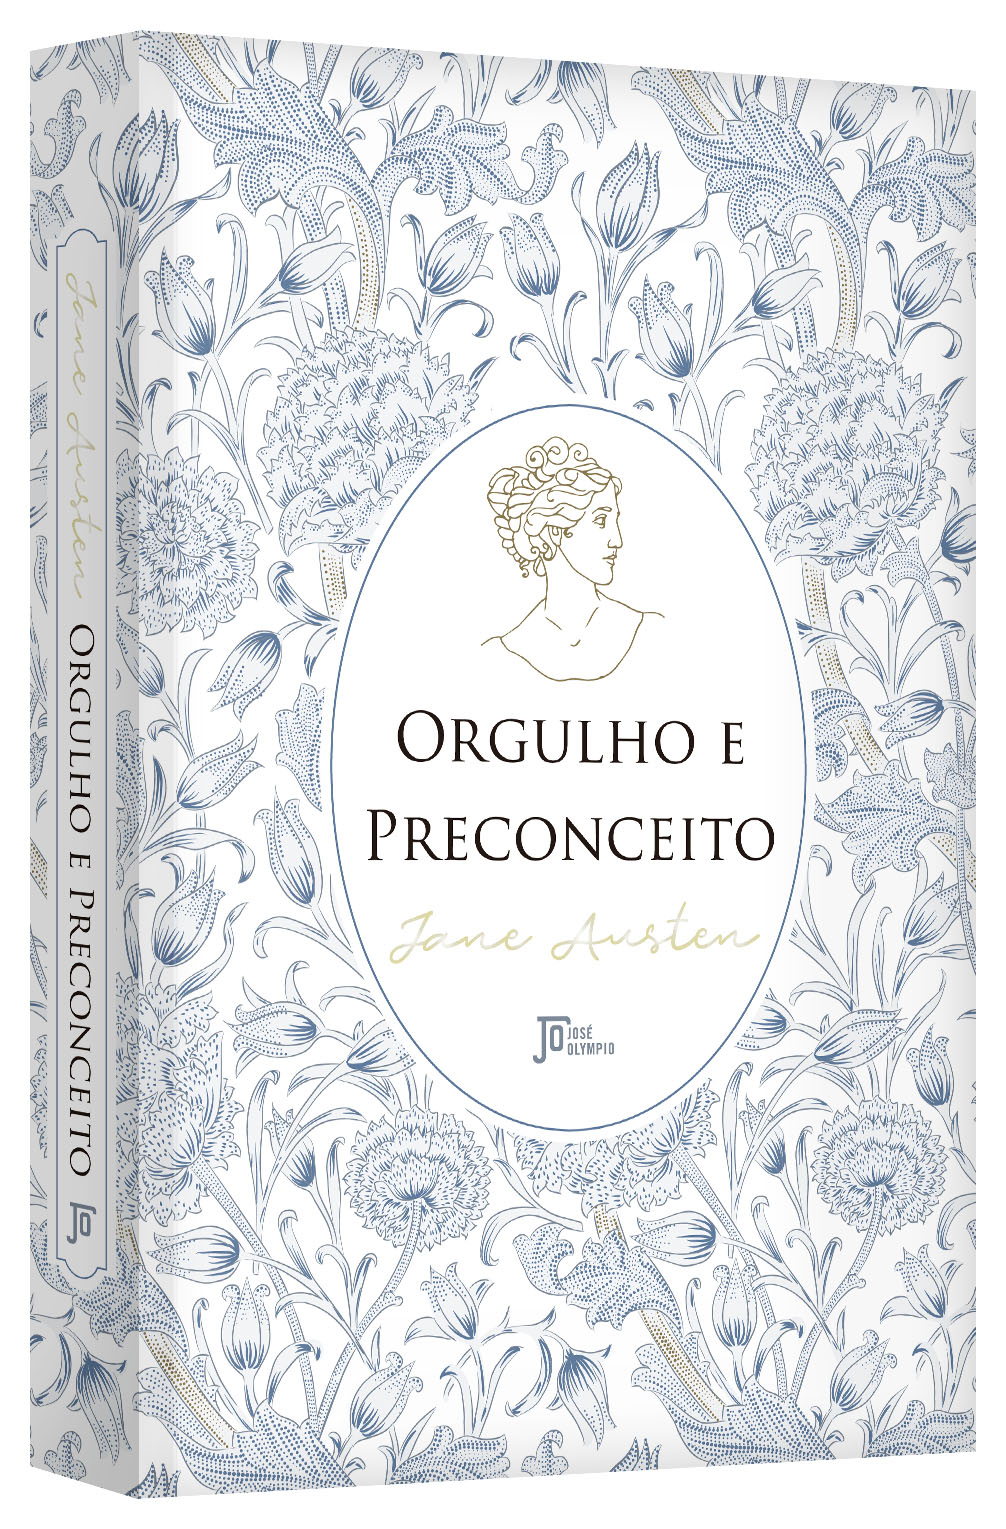 Jane Austen ORGULHO E PRECONCEITO JO
ORGULHO E
PRECONCEITO
Jane Austen
JO JOSÉ
OLYMPIO